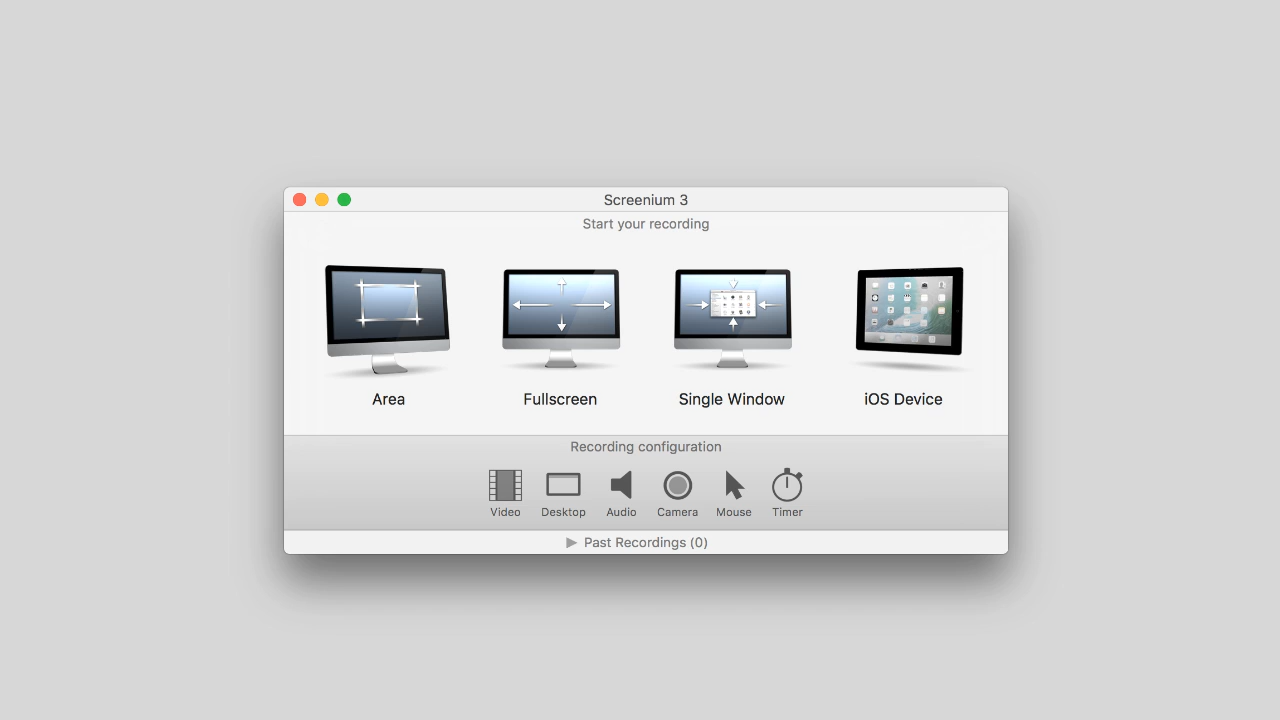 Screenium 3
Start your recording
Area Fullscreen Single Window iOS Device
Recording configuration
Video Desktop Audio Camera Mouse Timer
Past Recordings (0)